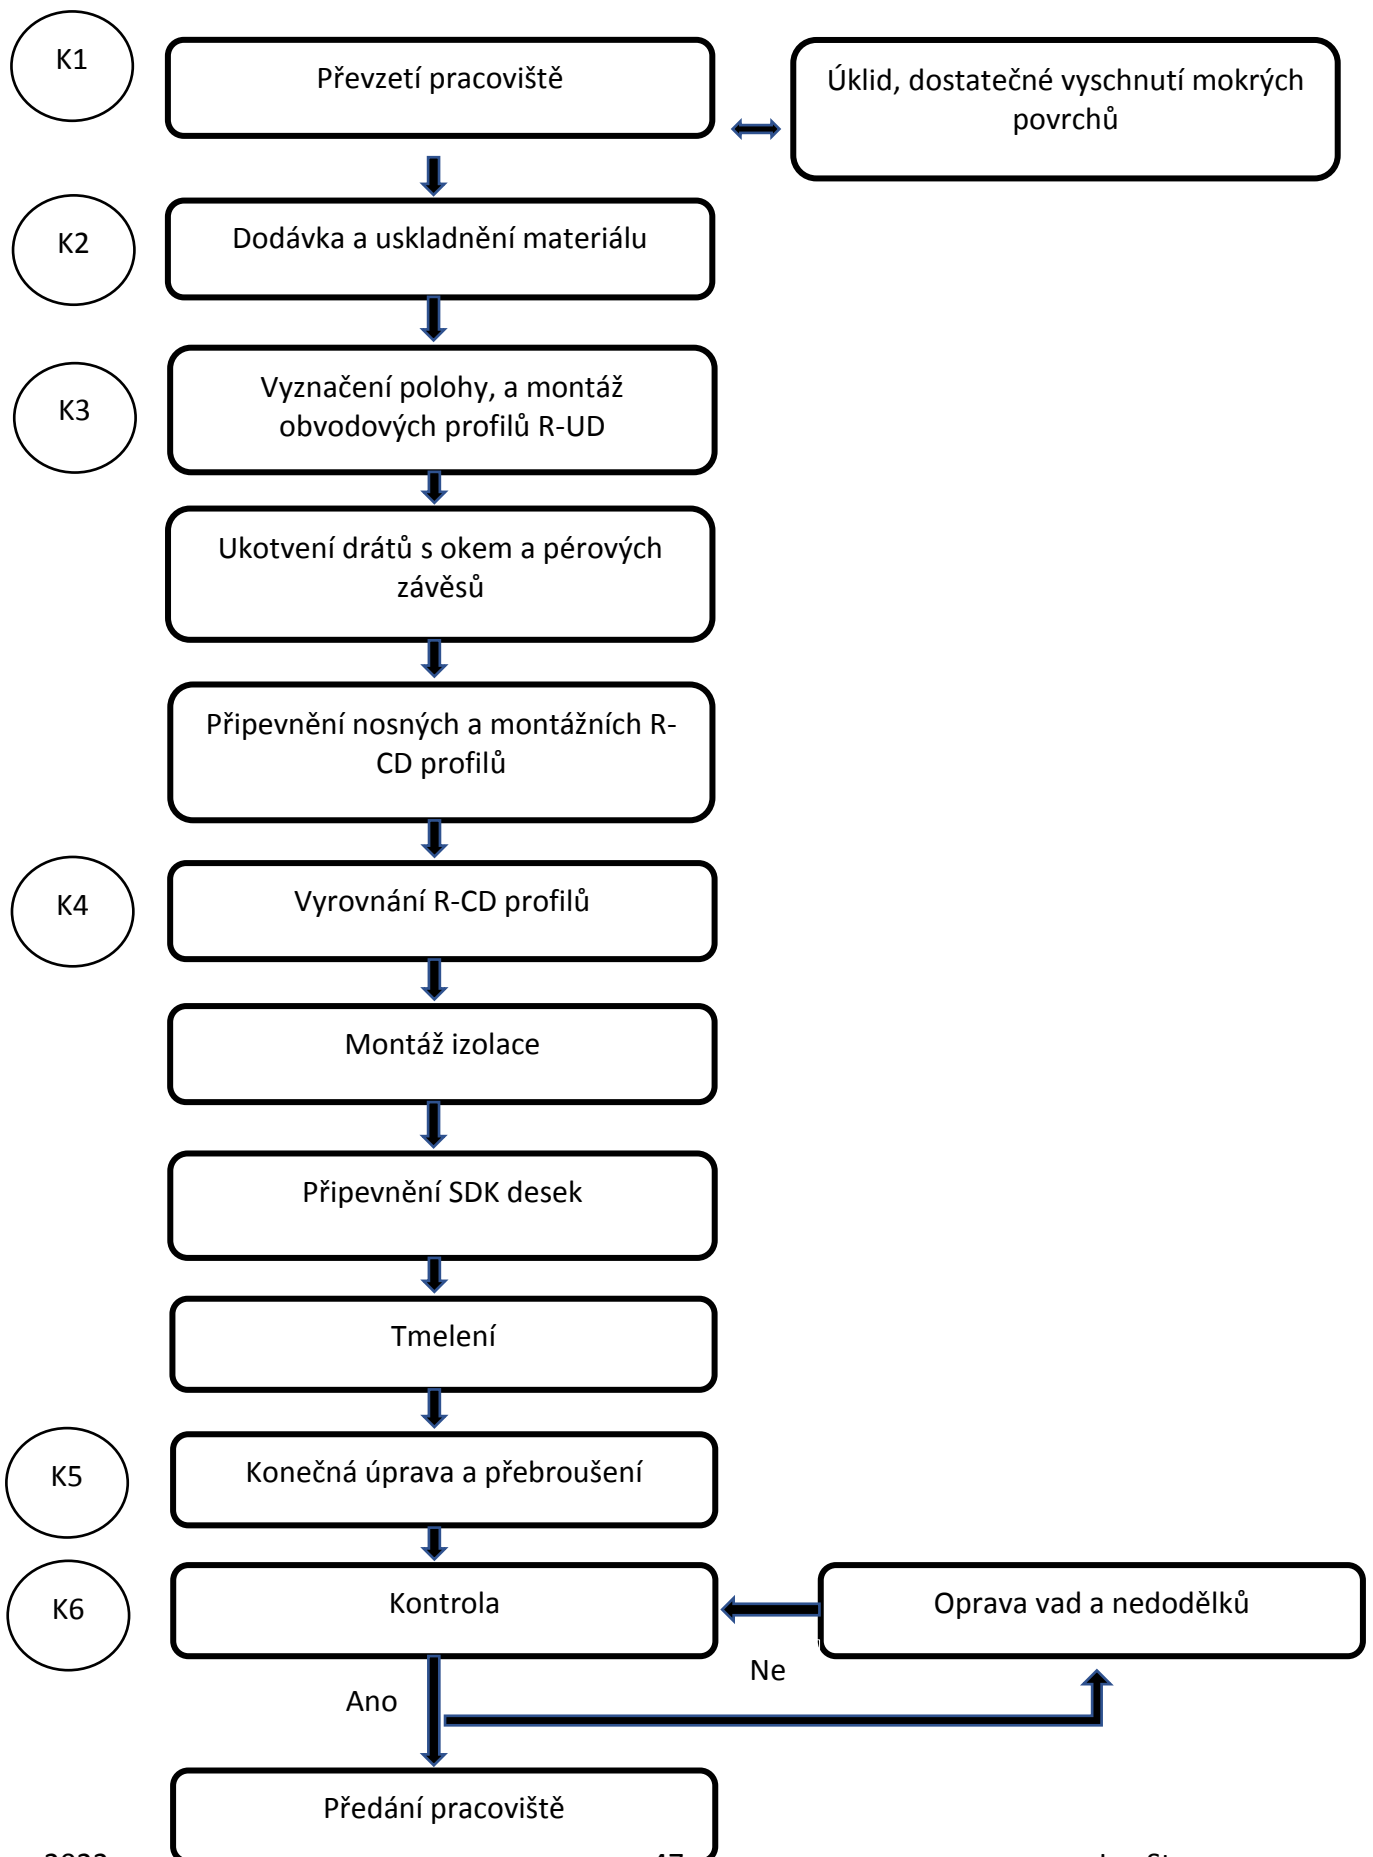 K1
Převzetí pracoviště
Úklid, dostatečné vyschnutí mokrých
povrchů
K2
Dodávka a uskladnění materiálu
K3
Vyznačení polohy, a montáž
obvodových profilů R-UD
Ukotvení drátů s okem a pérových
závěsů
Připevnění nosných a montážních R-
CD profilů
K4
Vyrovnání R-CD profilů
Montáž izolace
Připevnění SDK desek
Tmelení
K5
Konečná úprava a přebroušení
K6
Kontrola
Oprava vad a nedodělků
Ne
Ano
Předání pracoviště